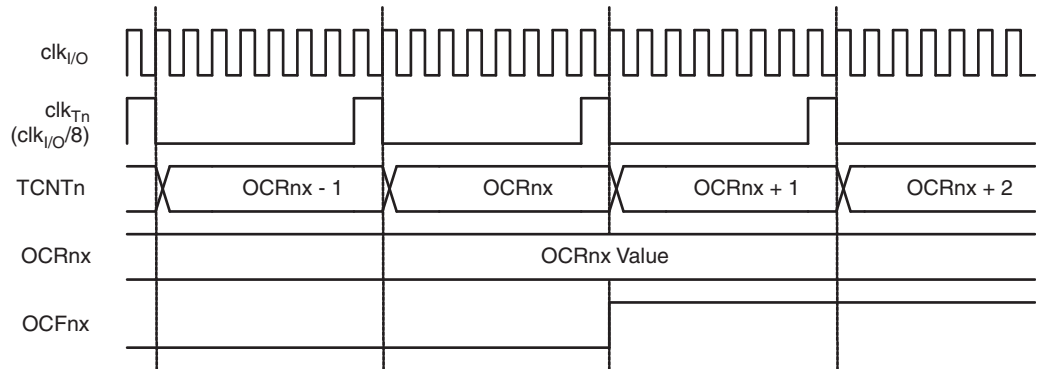 clkI/O
clkTn
(clkI/O/8)
TCNTn OCRnx - 1 OCRnx OCRnx + 1 OCRnx + 2
OCRnx OCRnx Value
OCFnx